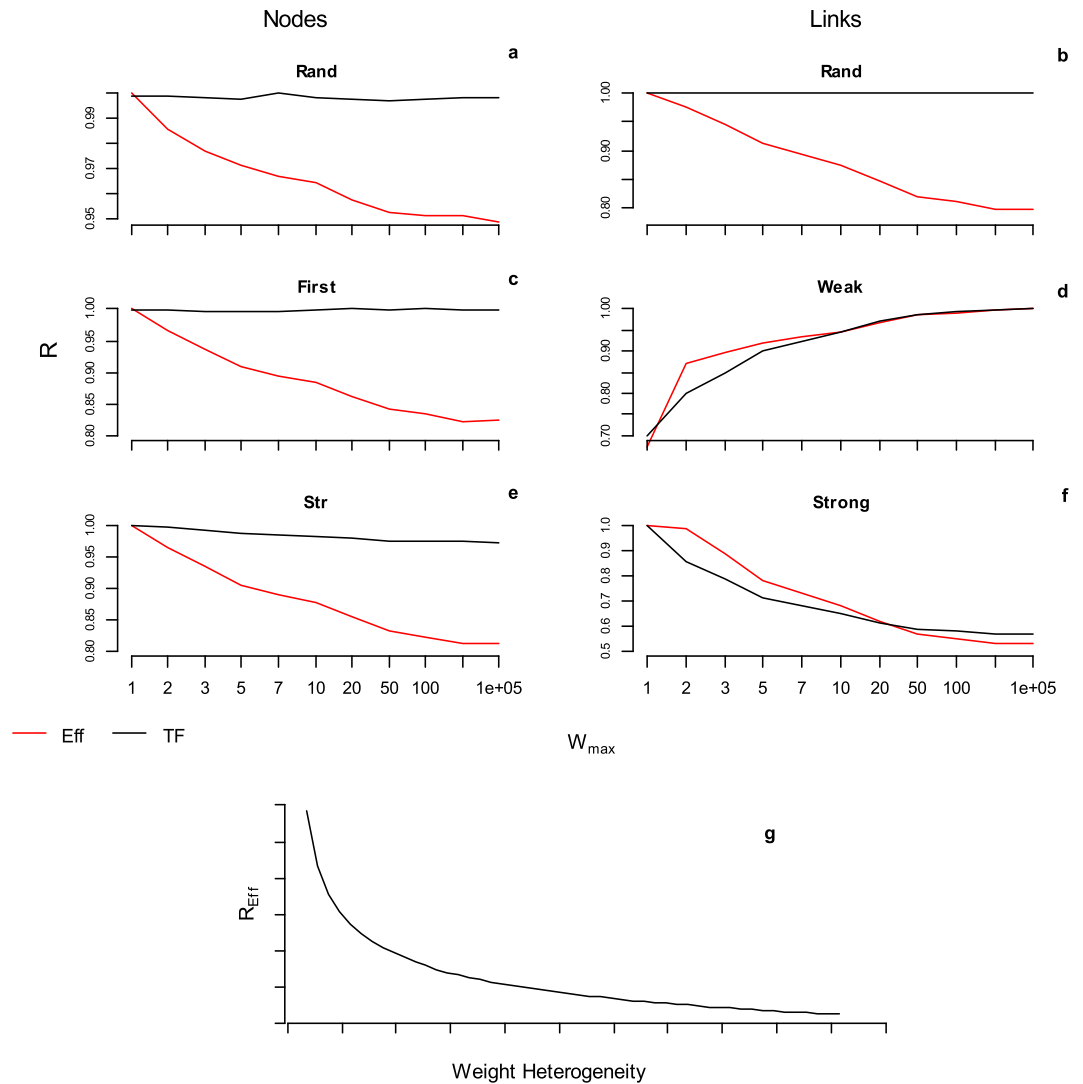 Nodes
Links
a
Rand
0.99
0.97
0.95
b
Rand
1.00
0.90
0.80
c
First
1.00
0.95
0.90
0.85
0.80
d
Weak
1.00
0.90
0.80
0.70
R
e
Str
1.00
0.95
0.90
0.85
0.80
1 2 3 5 7 10 20 50 100 1e+05
f
Strong
1.0
0.9
0.8
0.7
0.6
0.5
1 2 3 5 7 10 20 50 100 1e+05
Eff TF
Wmax
g
REff
Weight Heterogeneity